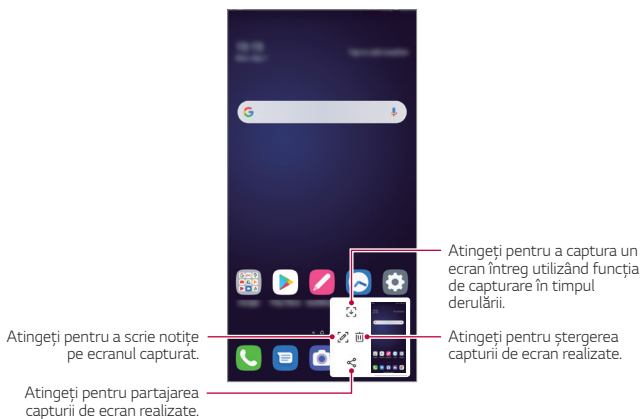 Atingeți pentru a captura un
ecran întreg utilizând funcția
de capturare în timpul
derulării.
Atingeți pentru a scrie notițe
pe ecranul capturat.
Atingeți pentru ștergerea
capturii de ecran realizate.
Atingeți pentru partajarea
capturii de ecran realizate.